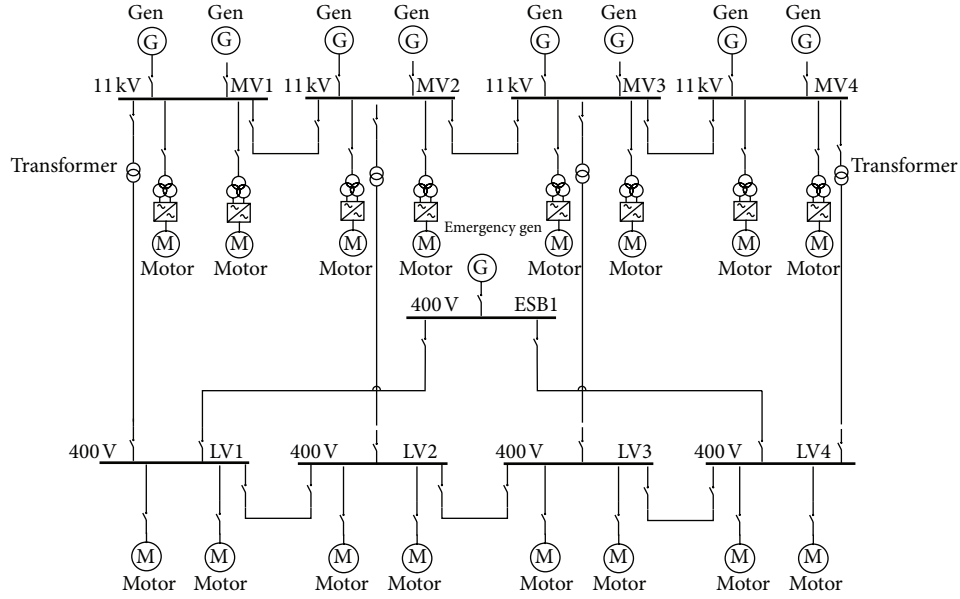 Gen Gen Gen Gen Gen Gen Gen Gen
G G G G G G G G
11 kV MV1 11 kV MV2 11 kV MV3 11 kV MV4
Transformer Transformer
M M M M M M M M
Motor Motor Motor Motor Motor Motor Motor Motor
Emergency gen
G
400 V ESB1
400 V LV1 400 V LV2 400 V LV3 400 V LV4
M M M M M M M M
Motor Motor Motor Motor Motor Motor Motor Motor